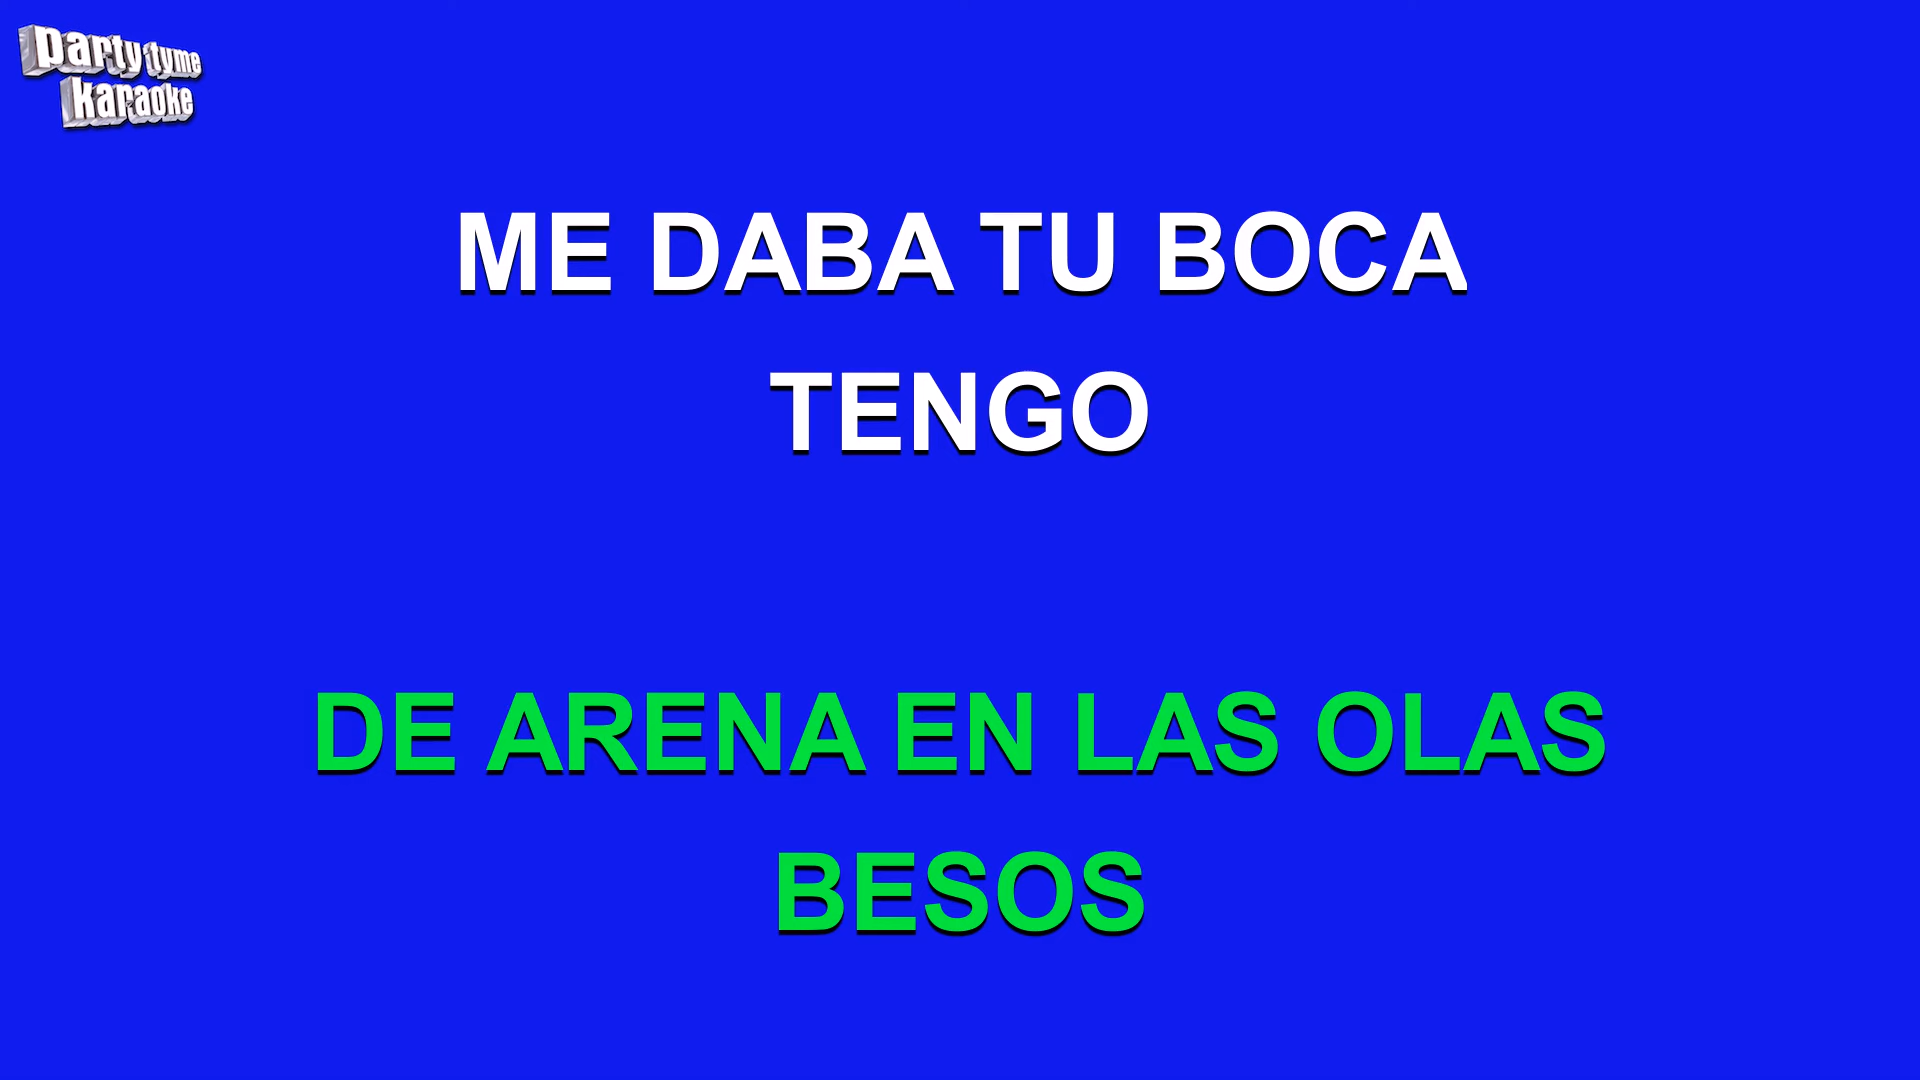 party tyme
karaoke
ME DABA TU BOCA
TENGO
DE ARENA EN LAS OLAS
BESOS